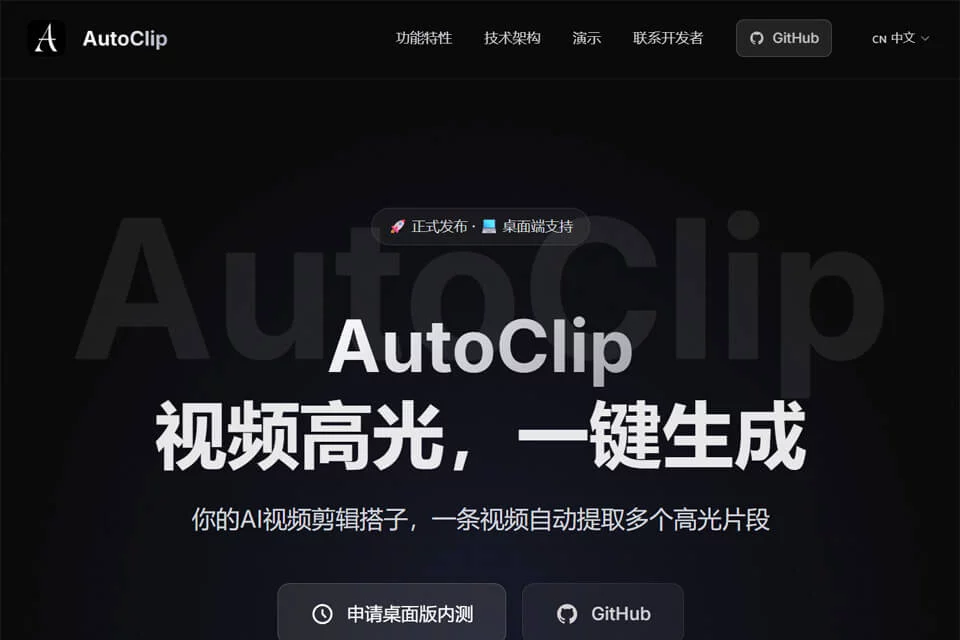 AutoClip
功能特性
技术架构
演示
联系开发者
GitHub
CN 中文
🚀 正式发布 · 💻 桌面端支持
AutoClip
AutoClip
视频高光，一键生成
你的AI视频剪辑搭子，一条视频自动提取多个高光片段
申请桌面版内测
GitHub